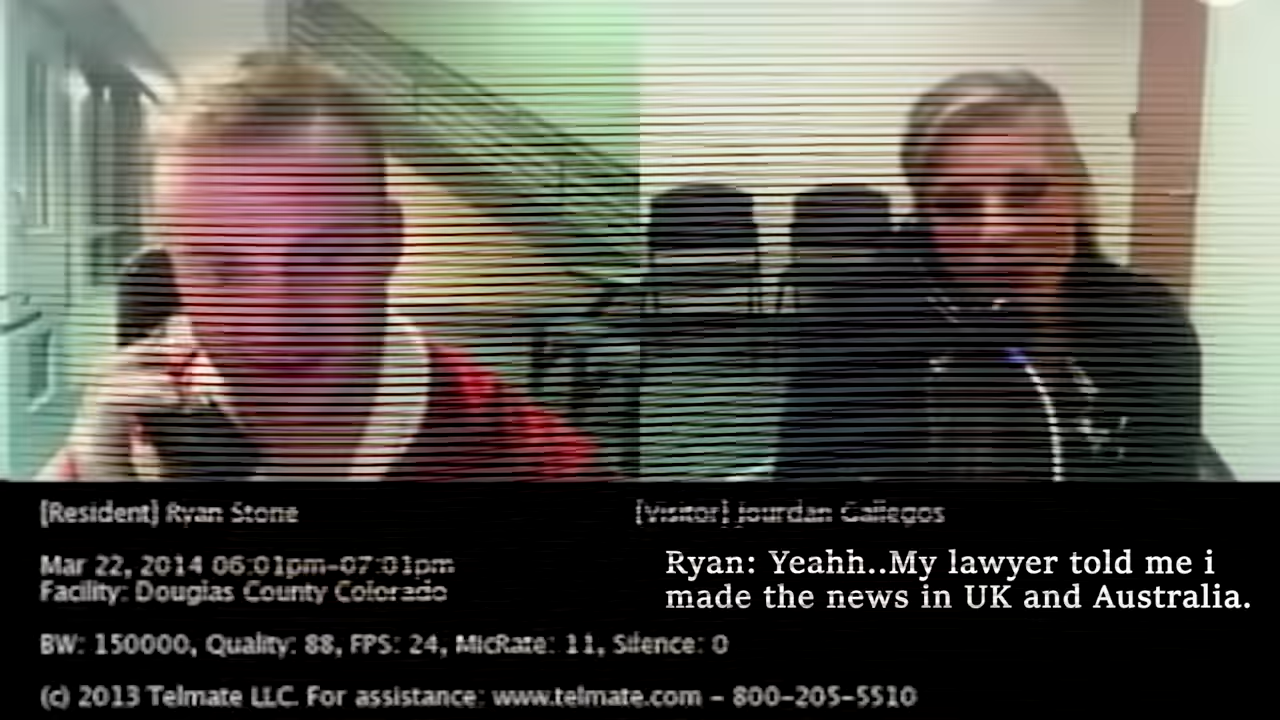 [Resident] Ryan Stone
[Visitor] Jourdan Gallegos
Mar 22, 2014 06:01pm-07:01pm
Facility: Douglas County Colorado
Ryan: Yeahh..My lawyer told me i
made the news in UK and Australia.
BW: 150000, Quality: 88, FPS: 24, MicRate: 11, Silence: 0
(c) 2013 Telmate LLC. For assistance: www.telmate.com - 800-205-5510